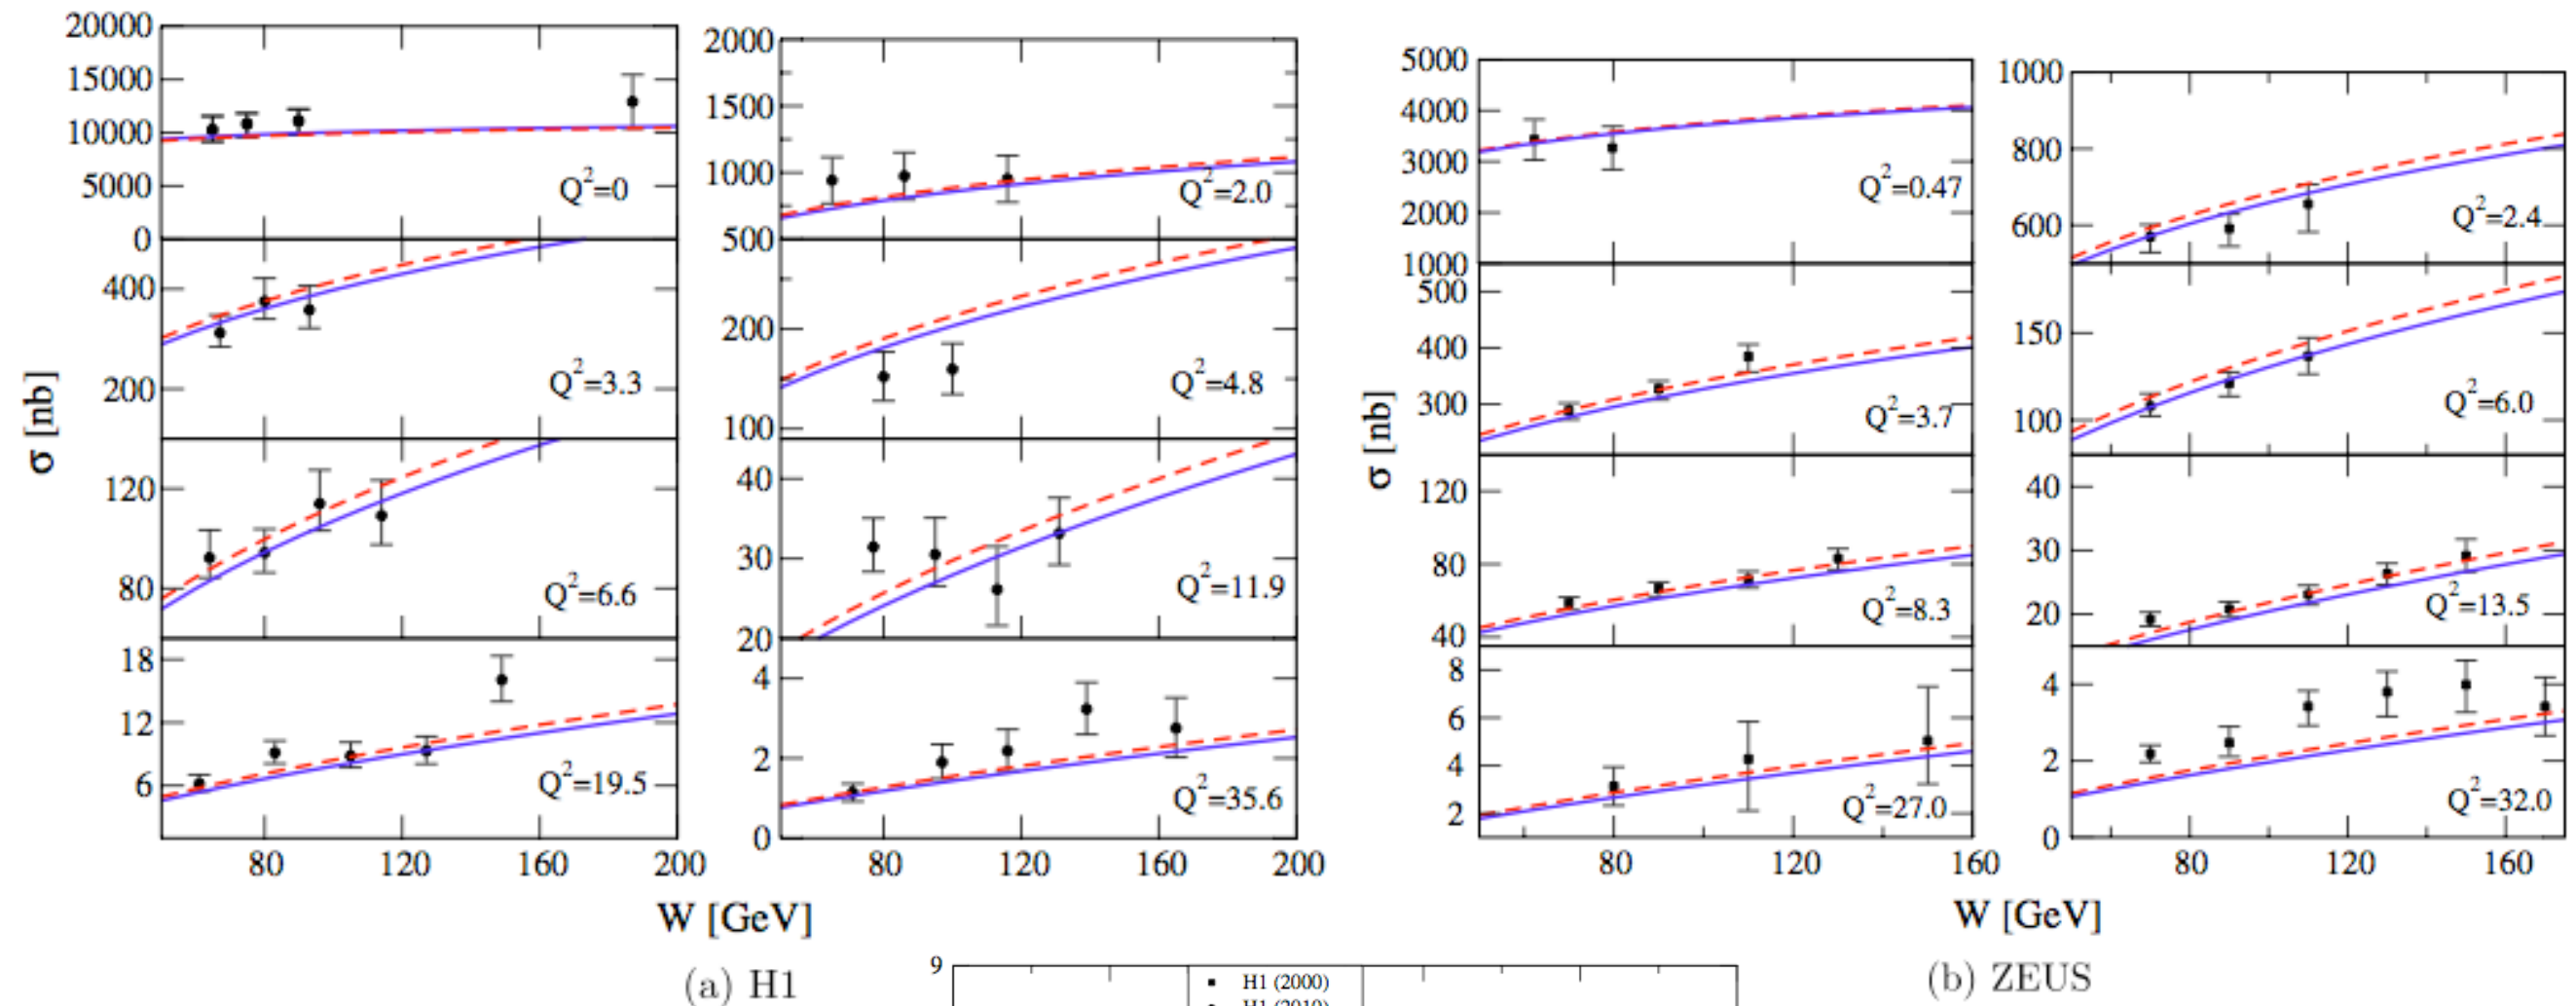 σ [nb]
20000
15000
10000
5000
0
Q²=0
400
200
Q²=3.3
120
80
Q²=6.6
18
12
6
Q²=19.5
80 120 160 200
2000
1500
1000
500
Q²=2.0
200
100
Q²=4.8
40
30
20
Q²=11.9
4
2
0
Q²=35.6
80 120 160 200
W [GeV]
(a) H1
σ [nb]
5000
4000
3000
2000
1000
Q²=0.47
500
400
300
Q²=3.7
120
80
40
Q²=8.3
8
6
4
2
Q²=27.0
80 120 160
1000
800
600
Q²=2.4
150
100
Q²=6.0
40
30
20
Q²=13.5
4
2
0
Q²=32.0
80 120 160
W [GeV]
(b) ZEUS
9
H1 (2000)